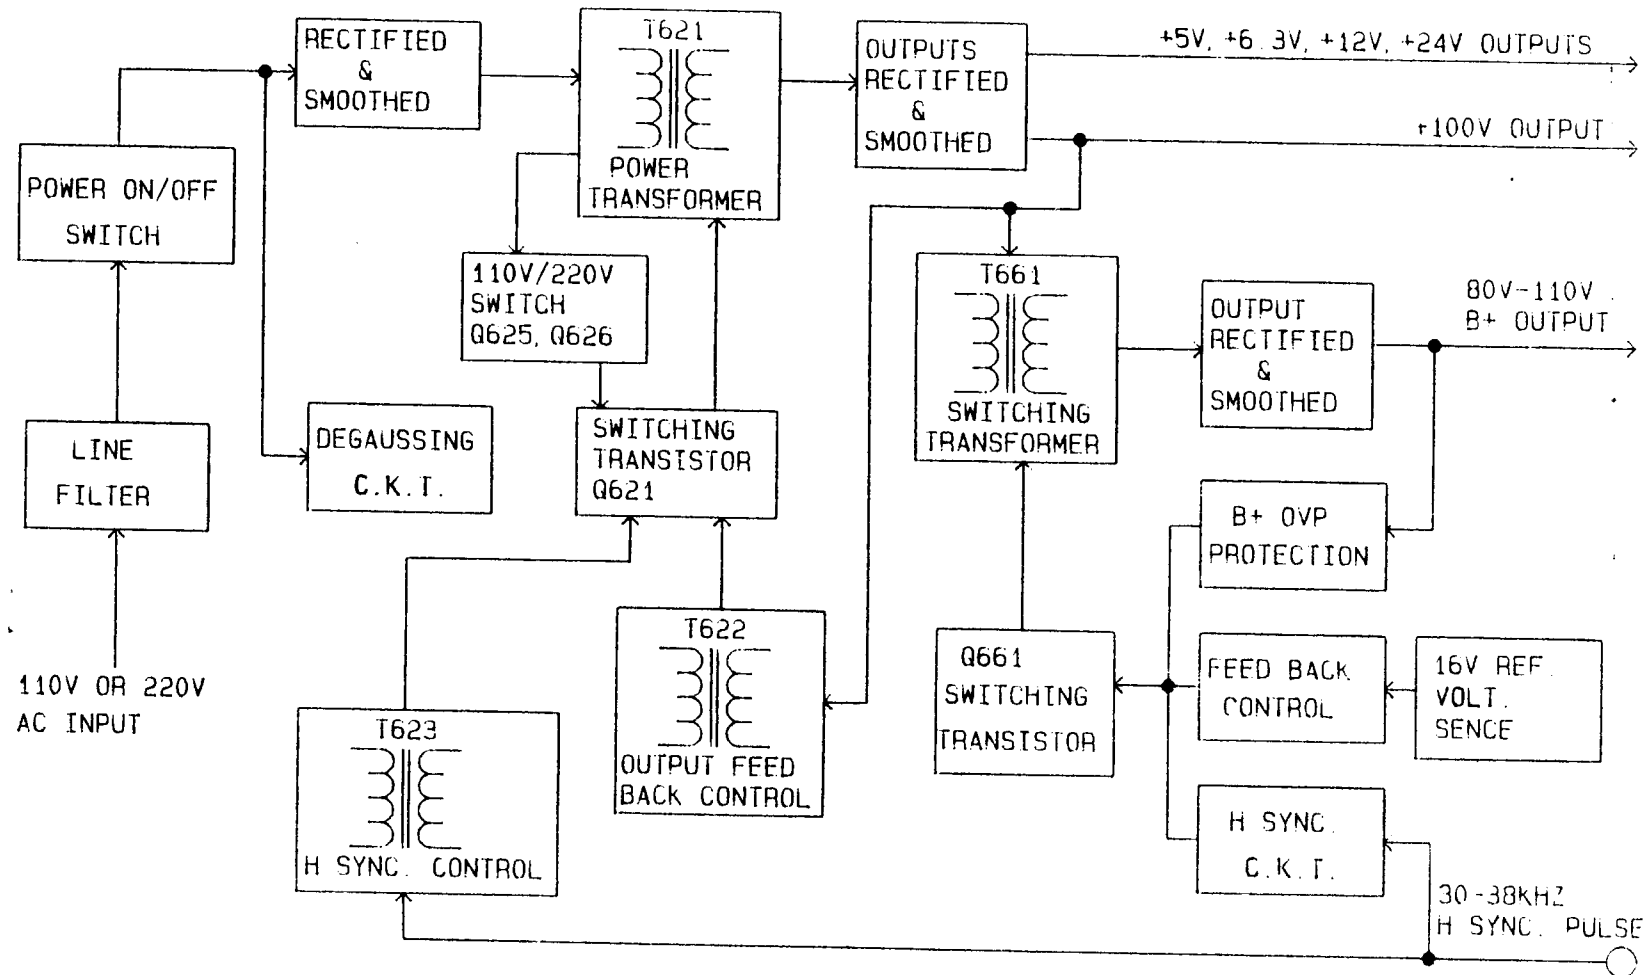 RECTIFIED
&
SMOOTHED
T621
POWER
TRANSFORMER
OUTPUTS
RECTIFIED
&
SMOOTHED
+5V, +6.3V, +12V, +24V OUTPUTS
+100V OUTPUT
POWER ON/OFF
SWITCH
110V/220V
SWITCH
Q625, Q626
T661
SWITCHING
TRANSFORMER
OUTPUT
RECTIFIED
&
SMOOTHED
80V-110V
B+ OUTPUT
LINE
FILTER
DEGAUSSING
C.K.T.
SWITCHING
TRANSISTOR
Q621
B+ OVP
PROTECTION
110V OR 220V
AC INPUT
T623
H SYNC. CONTROL
T622
OUTPUT FEED
BACK CONTROL
Q661
SWITCHING
TRANSISTOR
FEED BACK
CONTROL
16V REF.
VOLT.
SENCE
H SYNC.
C.K.T.
30-38KHZ
H SYNC. PULSE